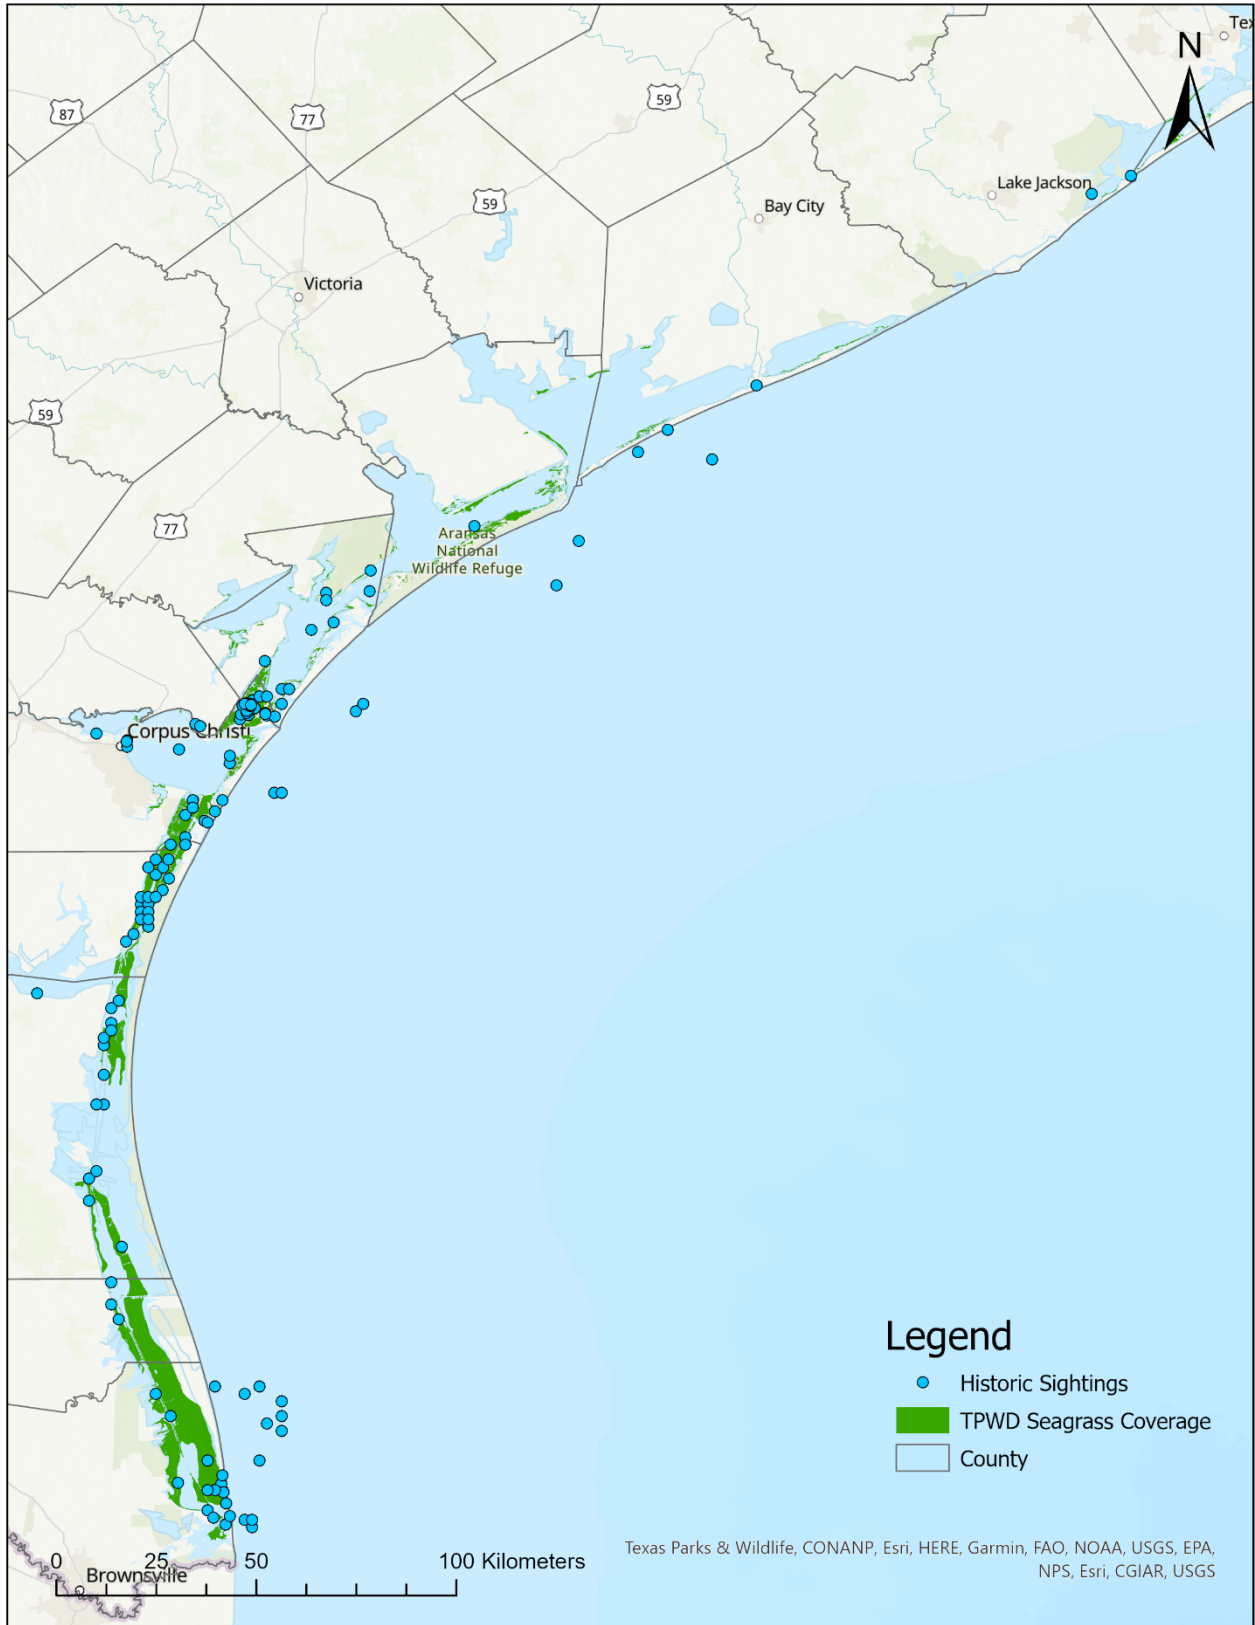 Tex
N
87
77
59
Lake Jackson
59
Bay City
Victoria
59
77
Aransas
National
Wildlife Refuge
Corpus Christi
Legend
Historic Sightings
TPWD Seagrass Coverage
County
0 25 50 100 Kilometers
Brownsville
Texas Parks & Wildlife, CONANP, Esri, HERE, Garmin, FAO, NOAA, USGS, EPA,
NPS, Esri, CGIAR, USGS